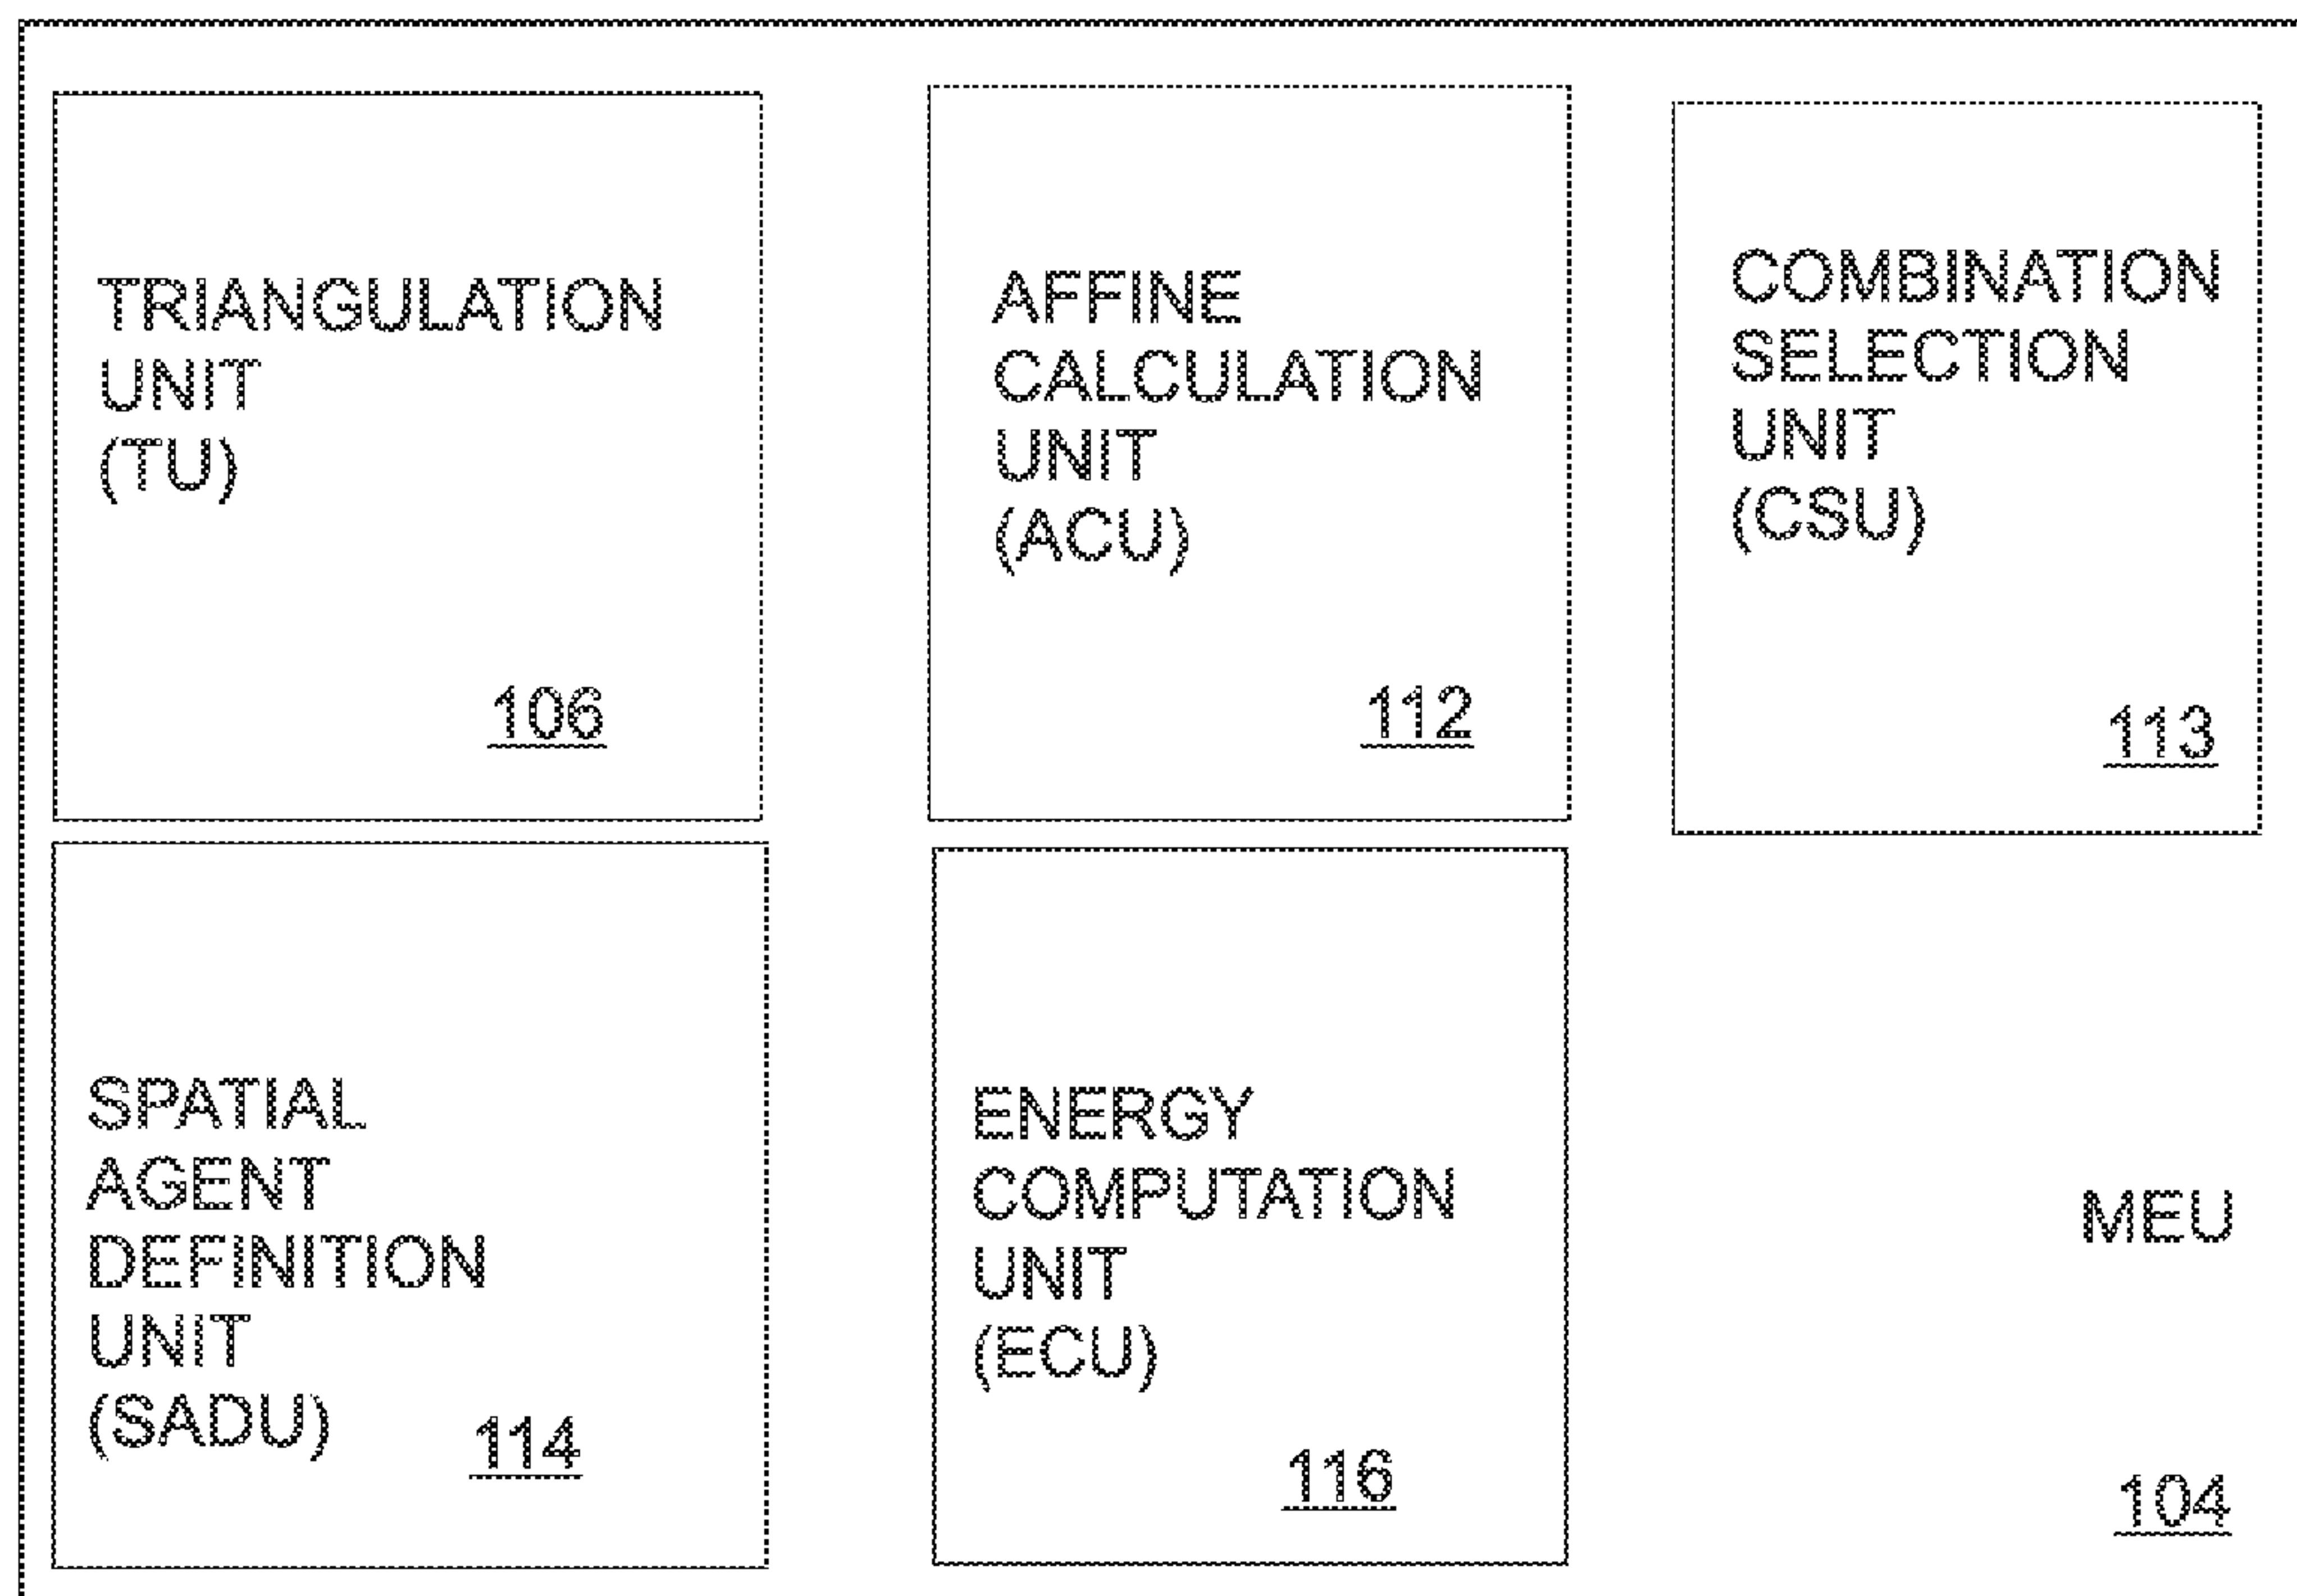 TRIANGULATION
UNIT
(TU)
106
AFFINE
CALCULATION
UNIT
(ACU)
112
COMBINATION
SELECTION
UNIT
(CSU)
113
SPATIAL
AGENT
DEFINITION
UNIT
(SADU)
114
ENERGY
COMPUTATION
UNIT
(ECU)
116
MEU
104